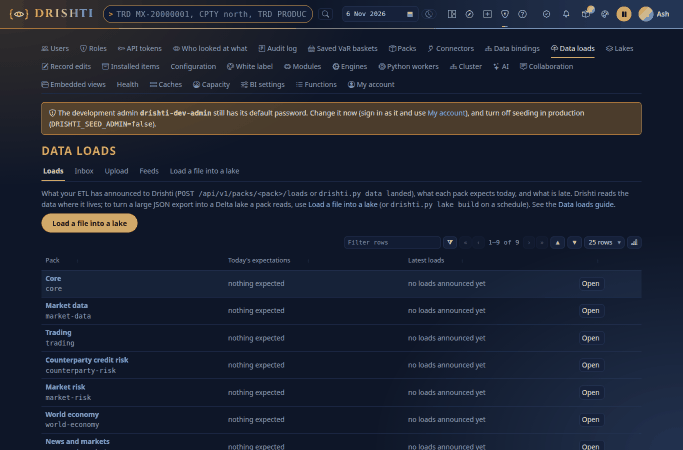 DRISHTI
> TRD MX-20000001, CPTY north, TRD PRODUC
6 Nov 2026
Ash
Users
Roles
API tokens
Who looked at what
Audit log
Saved VaR baskets
Packs
Connectors
Data bindings
Data loads
Lakes
Record edits
Installed items
Configuration
White label
Modules
Engines
Python workers
Cluster
AI
Collaboration
Embedded views
Health
Caches
Capacity
BI settings
Functions
My account
The development admin drishti-dev-admin still has its default password. Change it now (sign in as it and use My account), and turn off seeding in production
(DRISHTI_SEED_ADMIN=false).
DATA LOADS
Loads
Inbox
Upload
Feeds
Load a file into a lake
What your ETL has announced to Drishti (POST /api/v1/packs/<pack>/loads or drishti.py data landed), what each pack expects today, and what is late. Drishti reads the
data where it lives; to turn a large JSON export into a Delta lake a pack reads, use Load a file into a lake (or drishti.py lake build on a schedule). See the Data loads guide.
Load a file into a lake
Filter rows
1–9 of 9
25 rows
Pack
Today's expectations
Latest loads
Core
core
nothing expected
no loads announced yet
Open
Market data
market-data
nothing expected
no loads announced yet
Open
Trading
trading
nothing expected
no loads announced yet
Open
Counterparty credit risk
counterparty-risk
nothing expected
no loads announced yet
Open
Market risk
market-risk
nothing expected
no loads announced yet
Open
World economy
world-economy
nothing expected
no loads announced yet
Open
News and markets
nothing expected
no loads announced yet
Open